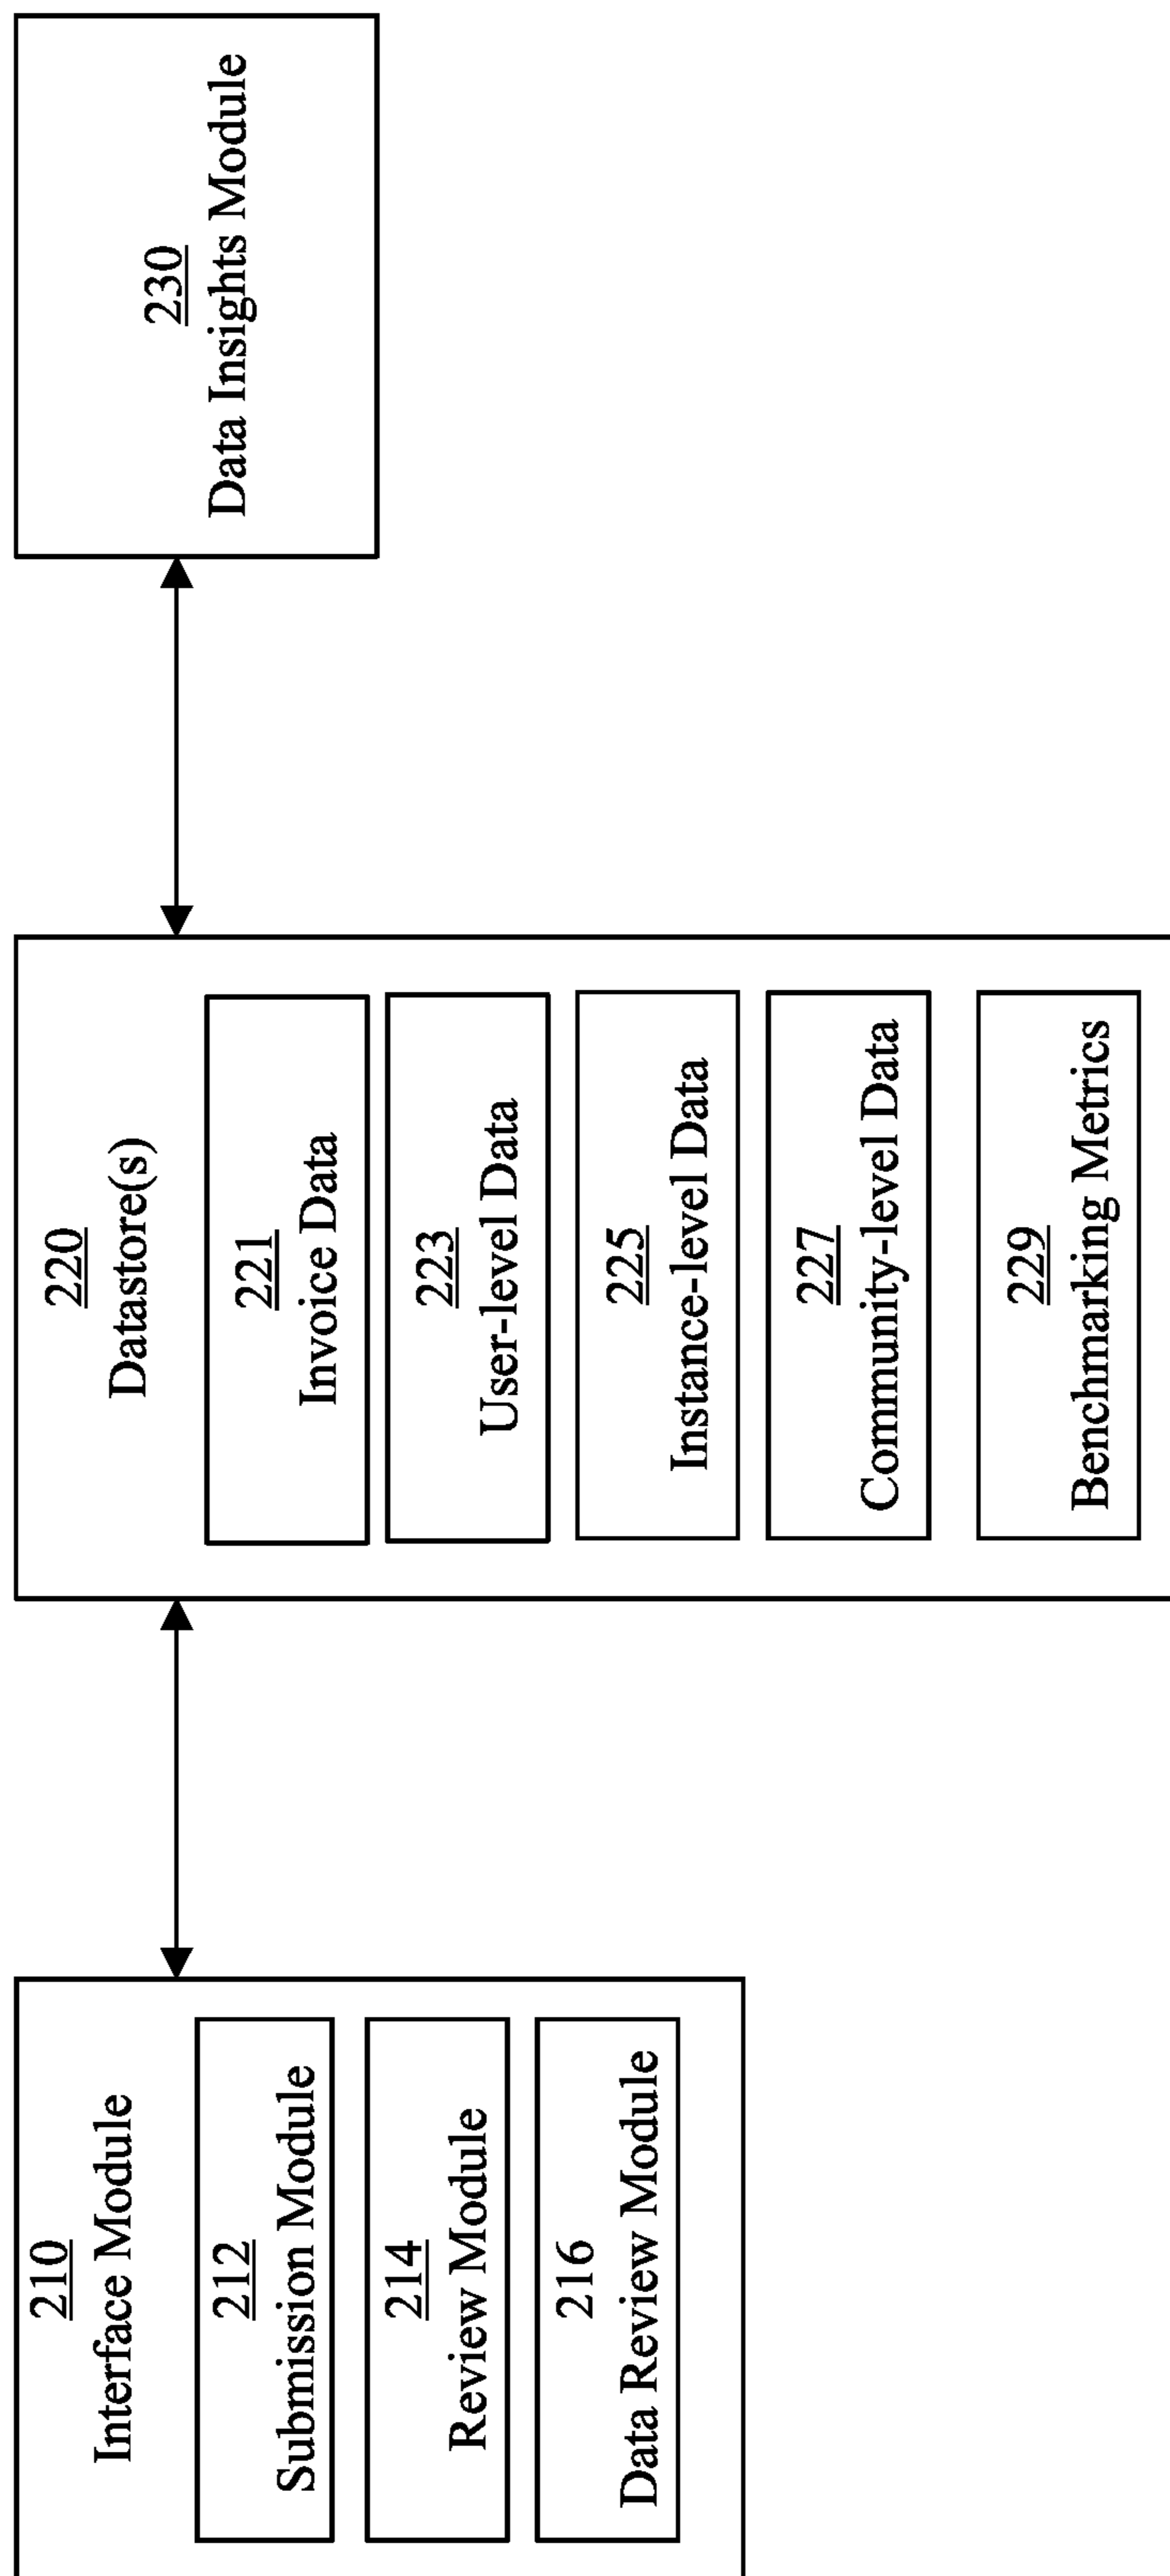 210
Interface Module
212
Submission Module
214
Review Module
216
Data Review Module
220
Datastore(s)
221
Invoice Data
223
User-level Data
225
Instance-level Data
227
Community-level Data
229
Benchmarking Metrics
230
Data Insights Module